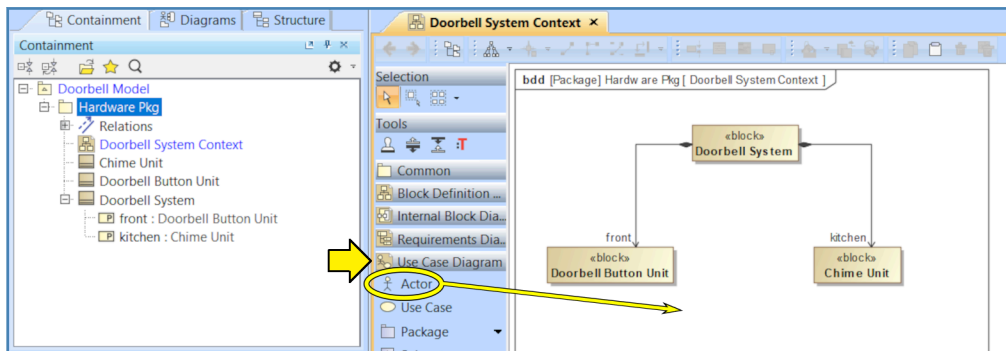 Containment Diagrams Structure
Containment
Doorbell Model
Hardware Pkg
Relations
Doorbell System Context
Chime Unit
Doorbell Button Unit
Doorbell System
front : Doorbell Button Unit
kitchen : Chime Unit
Doorbell System Context
Selection
Tools
Common
Block Definition ...
Internal Block Dia...
Requirements Dia...
Use Case Diagram
Actor
Use Case
Package
bdd [Package] Hardware Pkg [ Doorbell System Context ]
«block»
Doorbell System
front
kitchen
«block»
Doorbell Button Unit
«block»
Chime Unit